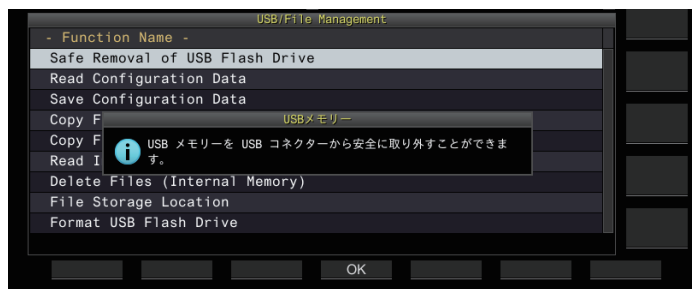 USB/File Management
- Function Name -
Safe Removal of USB Flash Drive
Read Configuration Data
Save Configuration Data
Copy F
USBメモリー
Copy F
USB メモリーを USB コネクターから安全に取り外すことができま
す。
Read I
Delete Files (Internal Memory)
File Storage Location
Format USB Flash Drive
OK